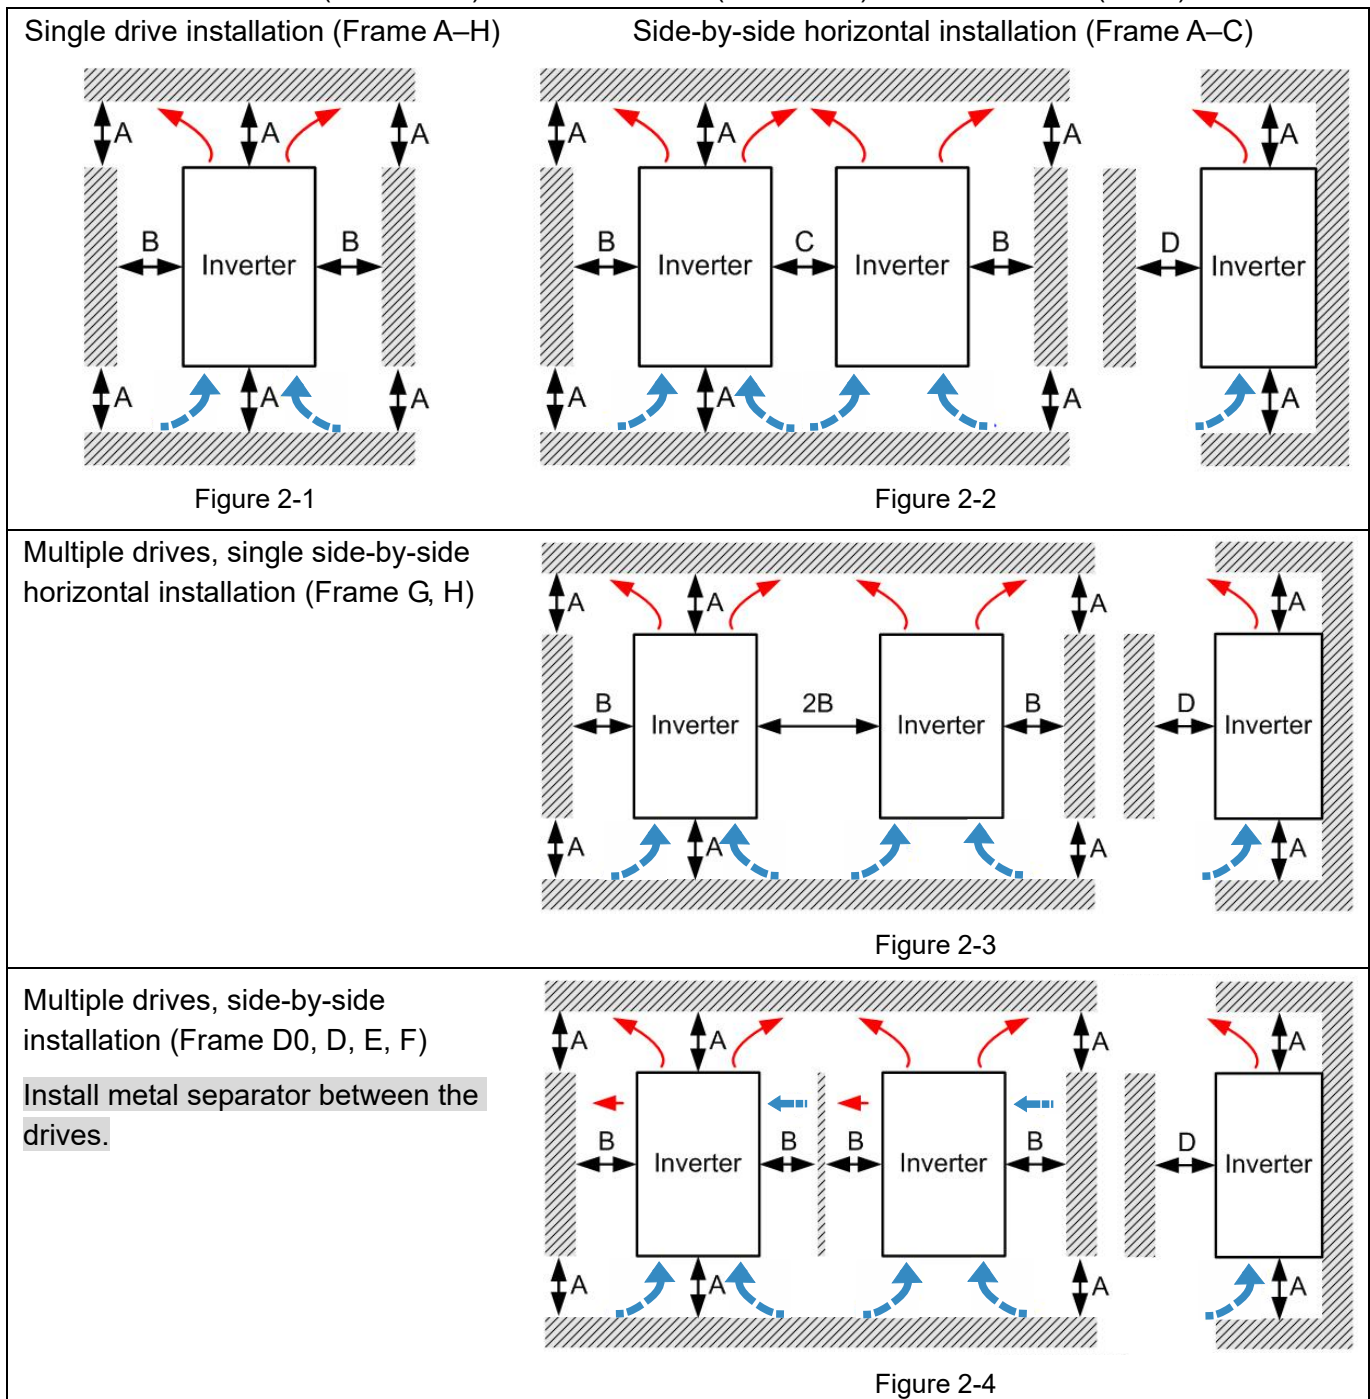 Single drive installation (Frame A–H)
Side-by-side horizontal installation (Frame A–C)
A A A
A A
A
B Inverter B
B Inverter C Inverter B
D Inverter
A A A
A A A
A
Figure 2-1
Figure 2-2
Multiple drives, single side-by-side
horizontal installation (Frame G, H)
A A A A
B Inverter 2B Inverter B D Inverter
A A A A
Figure 2-3
Multiple drives, side-by-side
installation (Frame D0, D, E, F)
Install metal separator between the
drives.
A A A A
B Inverter B B Inverter B D Inverter
A A A A
Figure 2-4